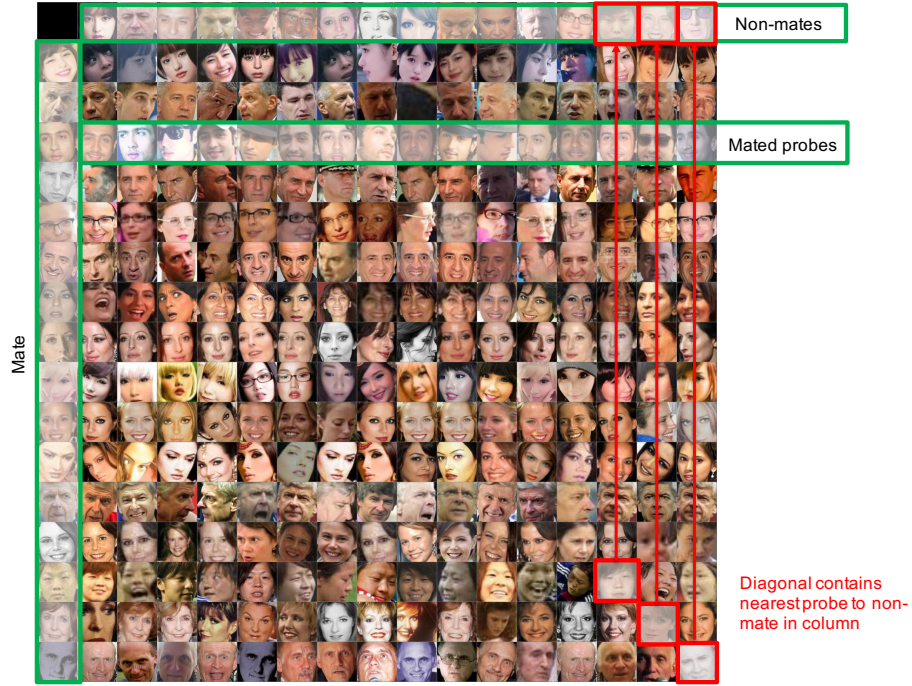 Non-mates
Mated probes
Mate
Diagonal contains
nearest probe to non-
mate in column